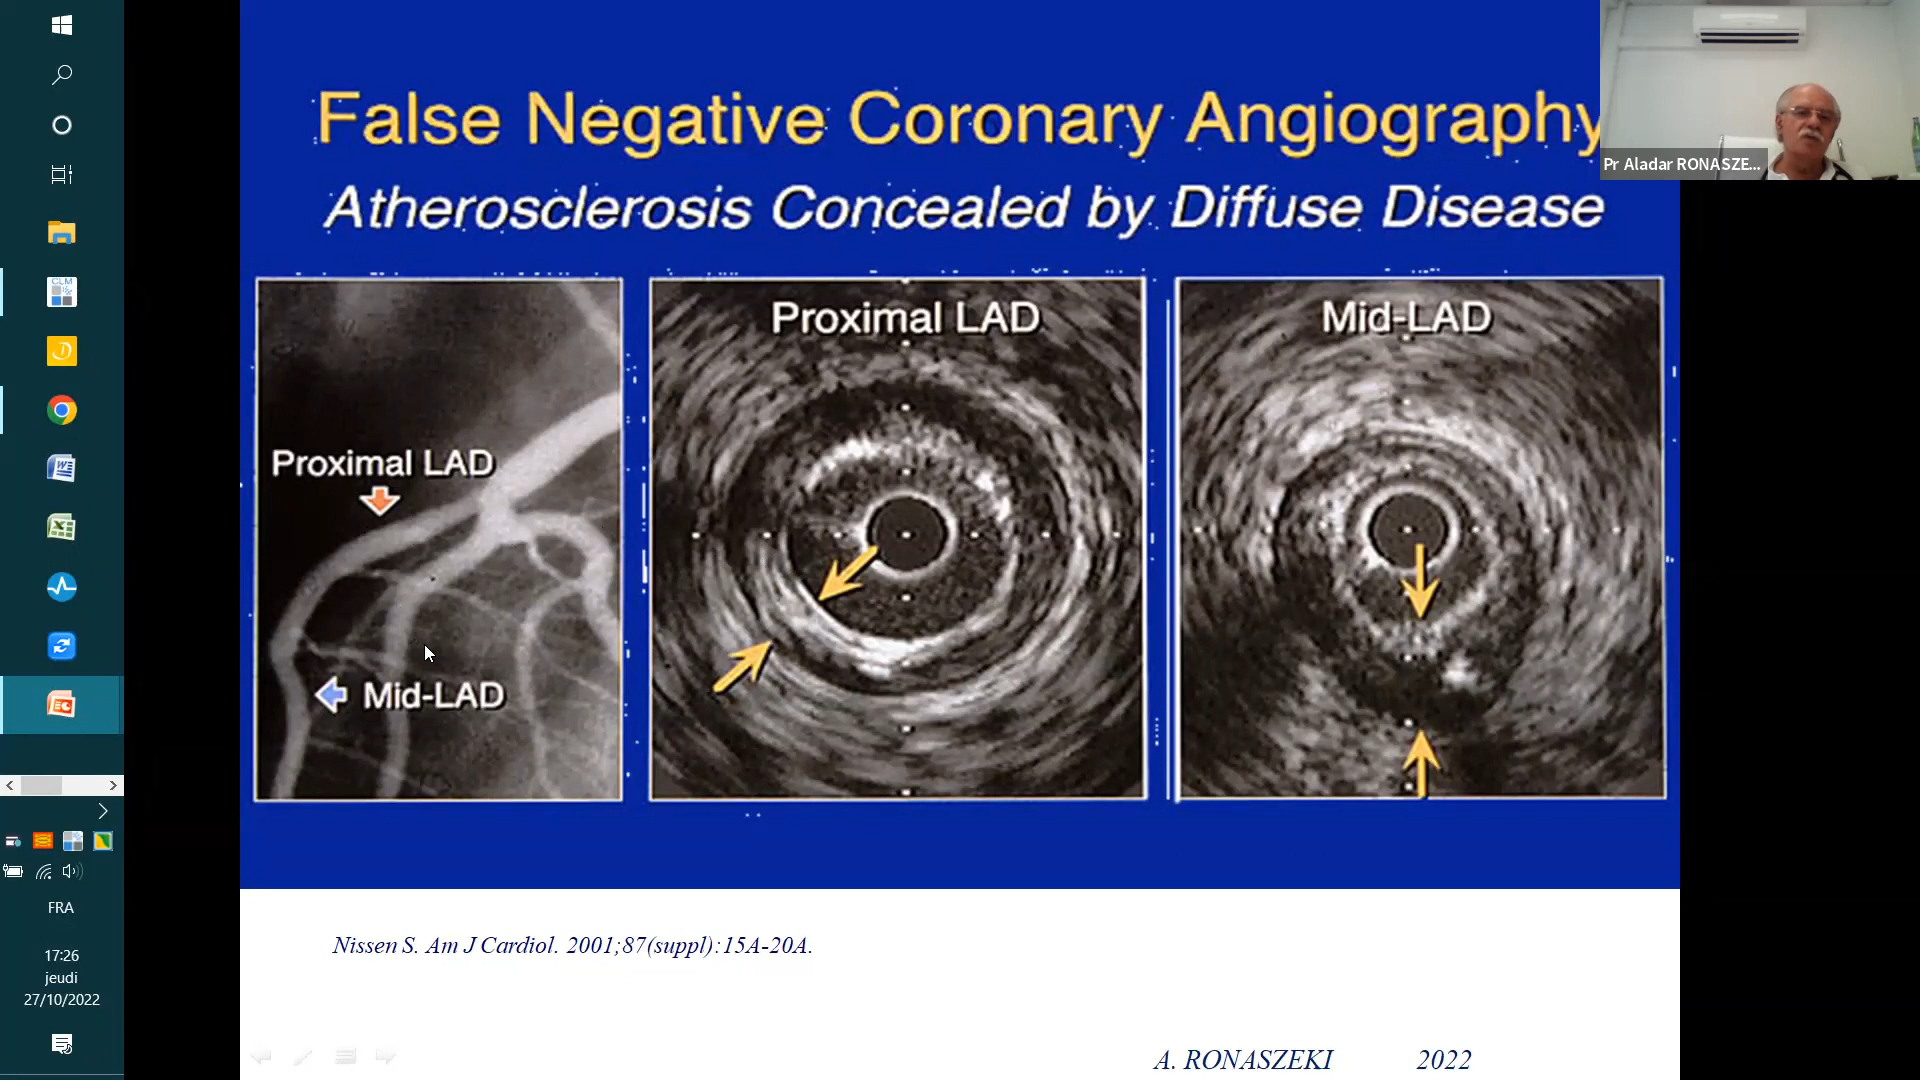 False Negative Coronary Angiography
Atherosclerosis Concealed by Diffuse Disease
Pr Aladar RONASZE...
Proximal LAD
Mid-LAD
Proximal LAD
Mid-LAD
Nissen S. Am J Cardiol. 2001;87(suppl):15A-20A.
A. RONASZEKI 2022
FRA
17:26
jeudi
27/10/2022